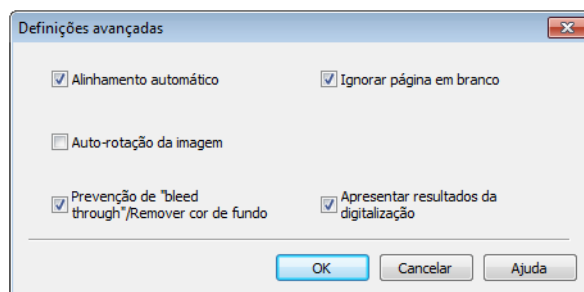 Definições avançadas
Alinhamento automático
Ignorar página em branco
Auto-rotação da imagem
Prevenção de "bleed
through"/Remover cor de fundo
Apresentar resultados da
digitalização
OK
Cancelar
Ajuda